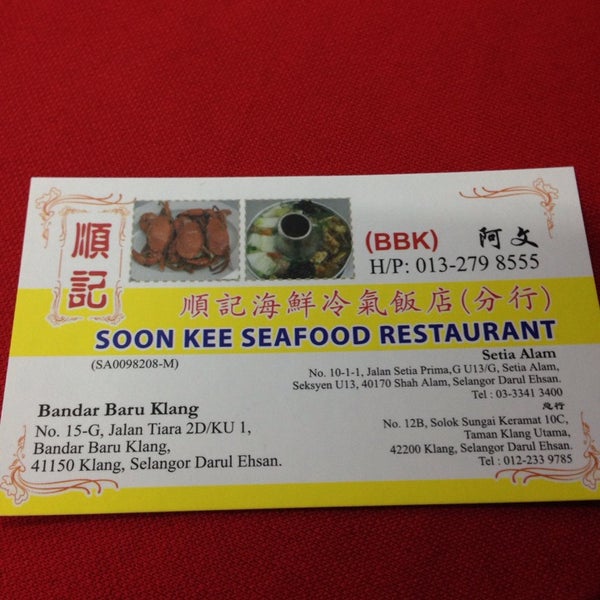 順記
(BBK) 阿文
H/P: 013-279 8555
順記海鮮冷氣飯店(分行)
SOON KEE SEAFOOD RESTAURANT
(SA0098208-M)
Setia Alam
No. 10-1-1, Jalan Setia Prima,G U13/G, Setia Alam,
Seksyen U13, 40170 Shah Alam, Selangor Darul Ehsan.
Tel : 03-3341 3400
Bandar Baru Klang
No. 15-G, Jalan Tiara 2D/KU 1,
Bandar Baru Klang,
41150 Klang, Selangor Darul Ehsan.
总行
No. 12B, Solok Sungai Keramat 10C,
Taman Klang Utama,
42200 Klang, Selangor Darul Ehsan.
Tel : 012-233 9785